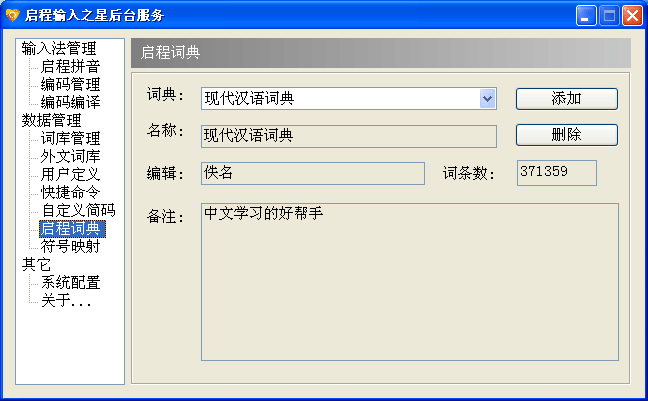 启程输入之星后台服务
输入法管理
启程拼音
编码管理
编码编译
数据管理
词库管理
外文词库
用户定义
快捷命令
自定义简码
启程词典
符号映射
其它
系统配置
关于...
启程词典
词典： 现代汉语词典 添加
名称： 现代汉语词典 删除
编辑： 佚名 词条数： 371359
备注： 中文学习的好帮手